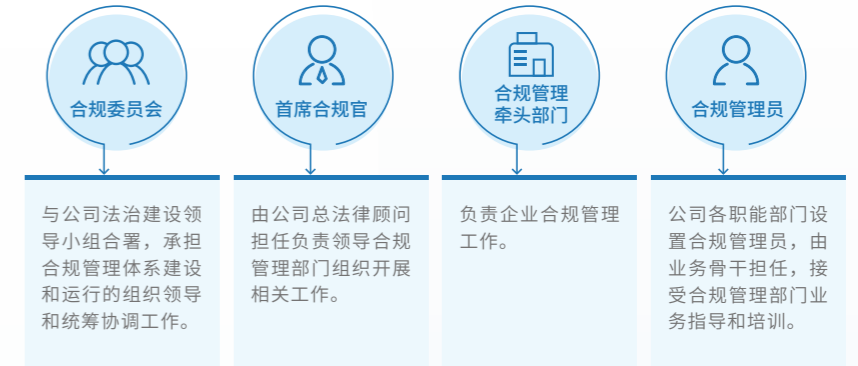 合规委员会
与公司法治建设领
导小组合署，承担
合规管理体系建设
和运行的组织领导
和统筹协调工作。
首席合规官
由公司总法律顾问
担任负责领导合规
管理部门组织开展
相关工作。
合规管理
牵头部门
负责企业合规管理
工作。
合规管理员
公司各职能部门设
置合规管理员，由
业务骨干担任，接
受合规管理部门业
务指导和培训。